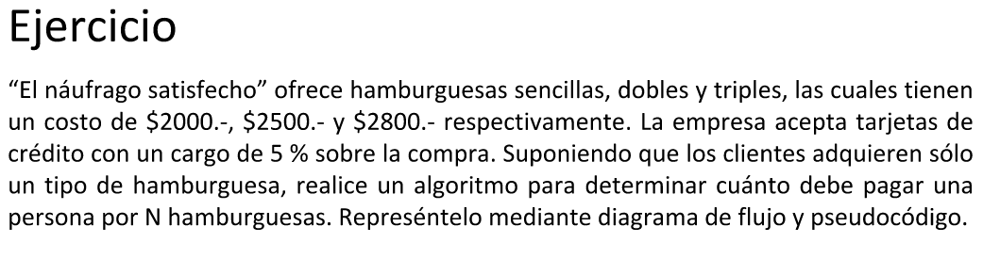 Ejercicio
“El náufrago satisfecho” ofrece hamburguesas sencillas, dobles y triples, las cuales tienen
un costo de $2000.-, $2500.- y $2800.- respectivamente. La empresa acepta tarjetas de
crédito con un cargo de 5 % sobre la compra. Suponiendo que los clientes adquieren sólo
un tipo de hamburguesa, realice un algoritmo para determinar cuánto debe pagar una
persona por N hamburguesas. Represéntelo mediante diagrama de flujo y pseudocódigo.